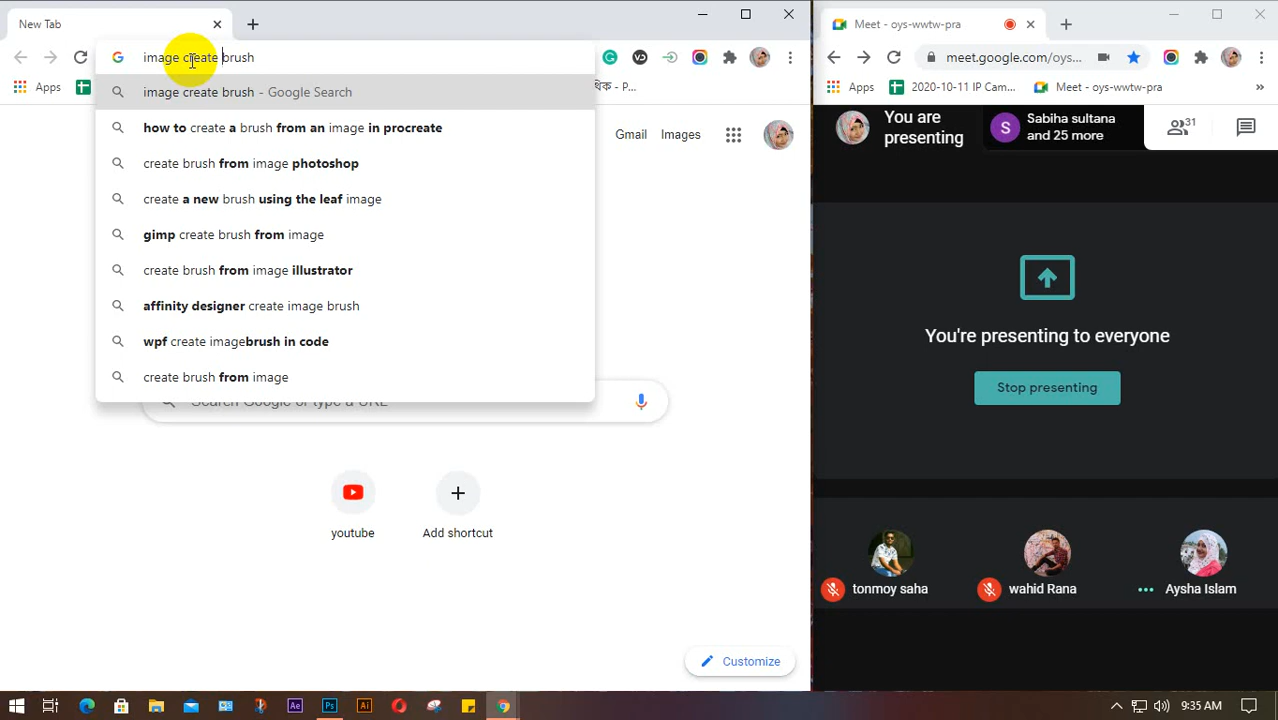 New Tab
image create brush
image create brush - Google Search
how to create a brush from an image in procreate
create brush from image photoshop
create a new brush using the leaf image
gimp create brush from image
create brush from image illustrator
affinity designer create image brush
wpf create imagebrush in code
create brush from image
Apps
থিক - P...
Gmail
Images
Search Google or type a URL
youtube
Add shortcut
Customize
Meet - oys-wwtw-pra
meet.google.com/oys...
Apps
2020-10-11 IP Cam...
Meet - oys-wwtw-pra
»
You are
presenting
S
Sabiha sultana
and 25 more
31
You're presenting to everyone
Stop presenting
tonmoy saha
wahid Rana
Aysha Islam
Ae
Ps
Ai
9:35 AM